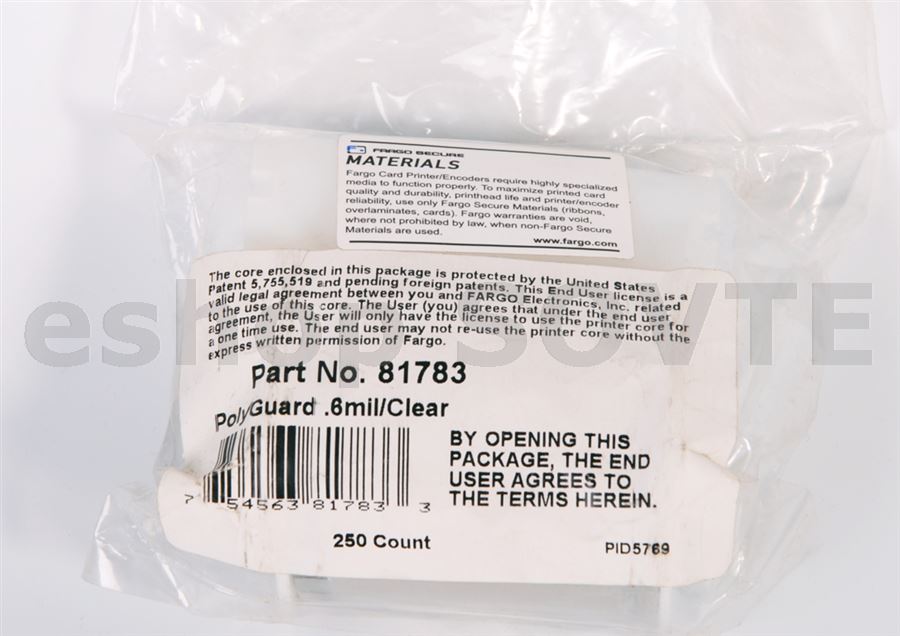 FARGO SECURE
MATERIALS
Fargo Card Printer/Encoders require highly specialized
media to function properly. To maximize printed card
quality and durability, printhead life and printer/encoder
reliability, use only Fargo Secure Materials (ribbons,
overlaminates, cards). Fargo warranties are void,
where not prohibited by law, when non-Fargo Secure
Materials are used.
www.fargo.com
The core enclosed in this package is protected by the United States
Patent 5,755,519 and pending foreign patents. This End User license is a
valid legal agreement between you and FARGO Electronics, Inc. related
to the use of this core. The User (you) agrees that under the end user
agreement, the User will only have the license to use the printer core for
a one time use. The end user may not re-use the printer core without the
express written permission of Fargo.
eshop SOVTE
Part No. 81783
PolyGuard .6mil/Clear
BY OPENING THIS
PACKAGE, THE END
USER AGREES TO
THE TERMS HEREIN.
7 54563 81783 3
250 Count
PID5769